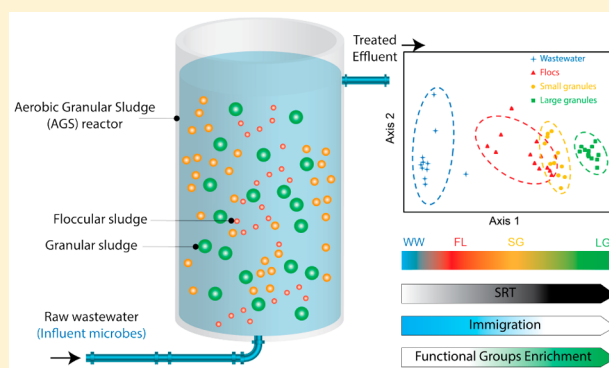 Treated
Effluent
Wastewater
Flocs
Small granules
Large granules
Axis 2
Axis 1
Aerobic Granular Sludge
(AGS) reactor
Floccular sludge
Granular sludge
Raw wastewater
(Influent microbes)
WW
FL
SG
LG
SRT
Immigration
Functional Groups Enrichment